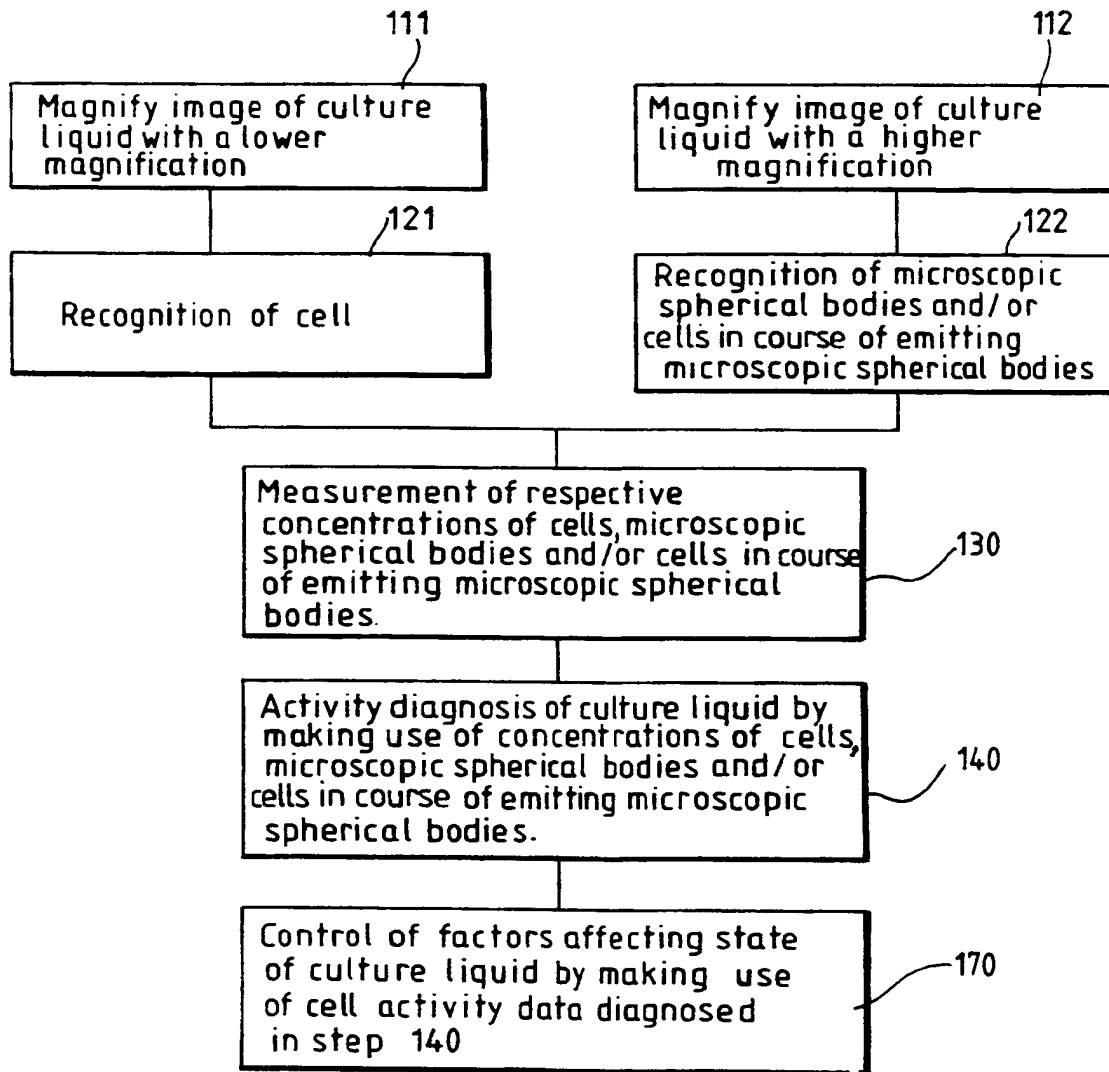 111
112
Magnify image of culture
liquid with a lower
magnification
Magnify image of culture
liquid with a higher
magnification
121
122
Recognition of cell
Recognition of microscopic
spherical bodies and/or
cells in course of emitting
microscopic spherical bodies
Measurement of respective
concentrations of cells, microscopic
spherical bodies and/or cells in course
of emitting microscopic spherical
bodies.
130
Activity diagnosis of culture liquid by
making use of concentrations of cells,
microscopic spherical bodies and/or
cells in course of emitting microscopic
spherical bodies.
140
Control of factors affecting state
of culture liquid by making use
of cell activity data diagnosed
in step 140
170